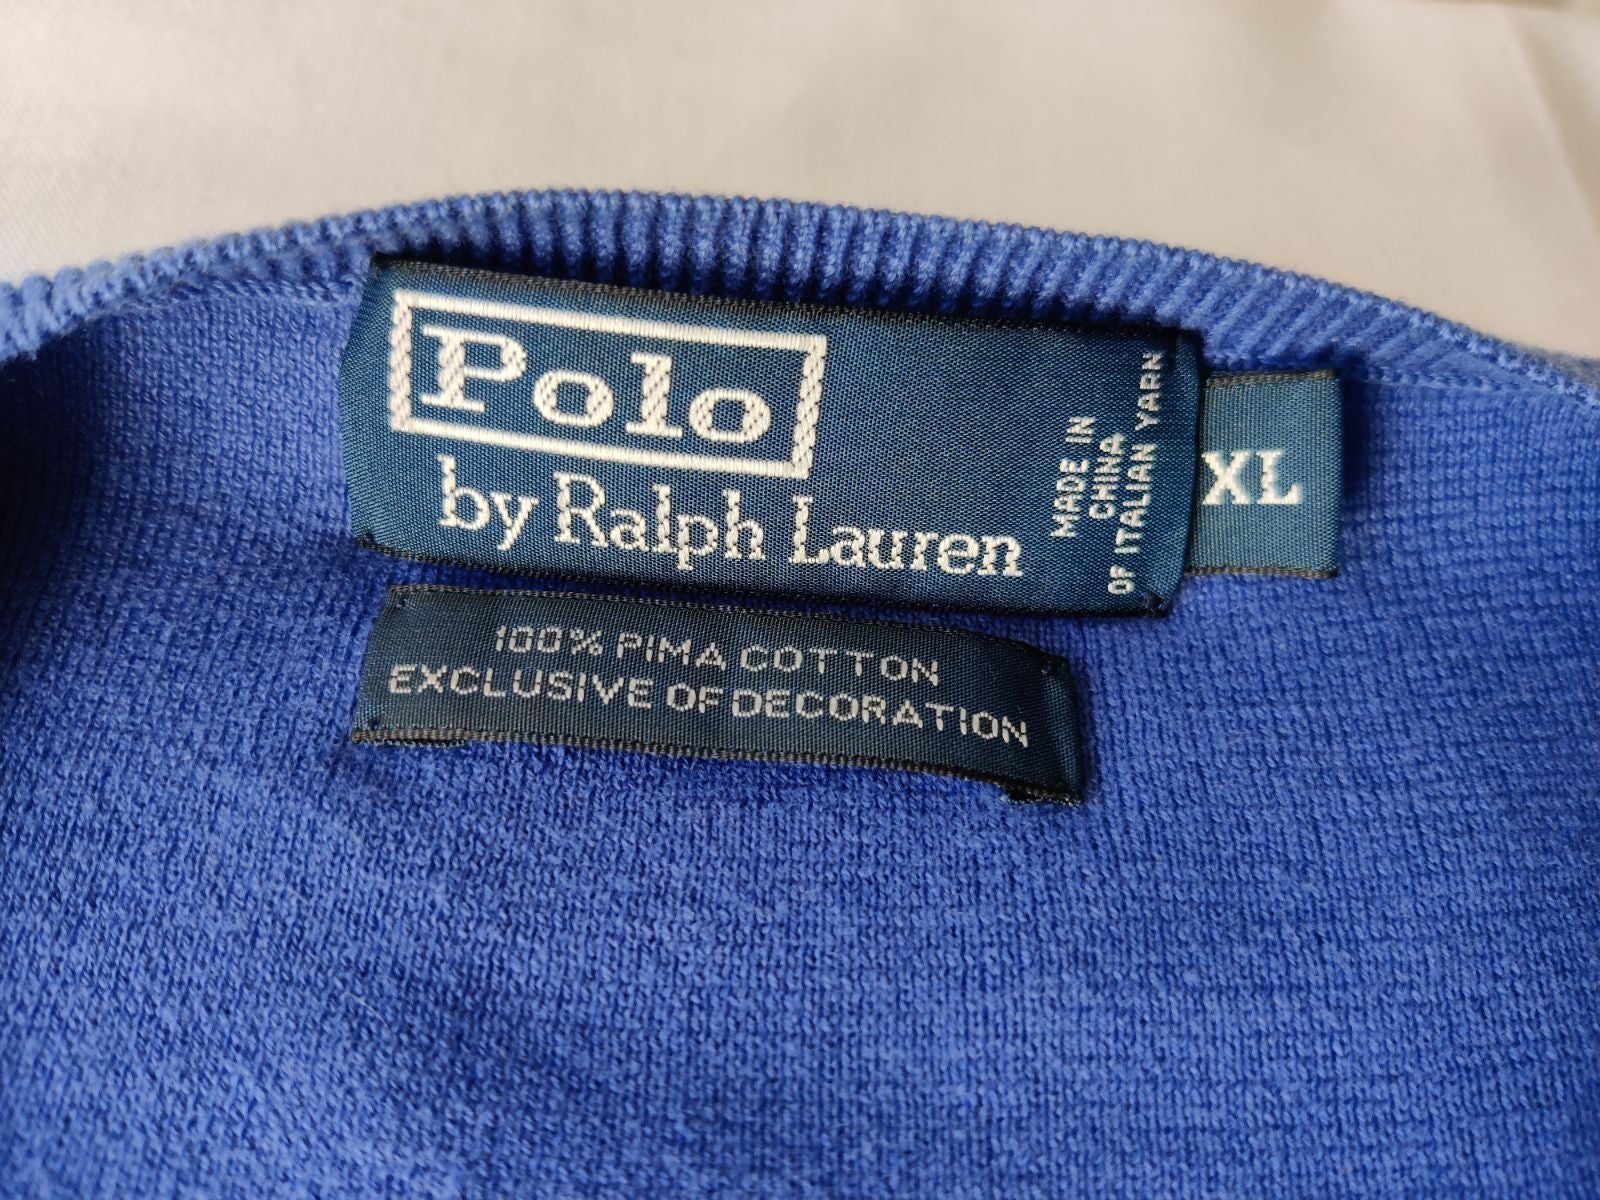 Polo
by Ralph Lauren
MADE IN
CHINA
OF ITALIAN YARN
XL
100% PIMA COTTON
EXCLUSIVE OF DECORATION